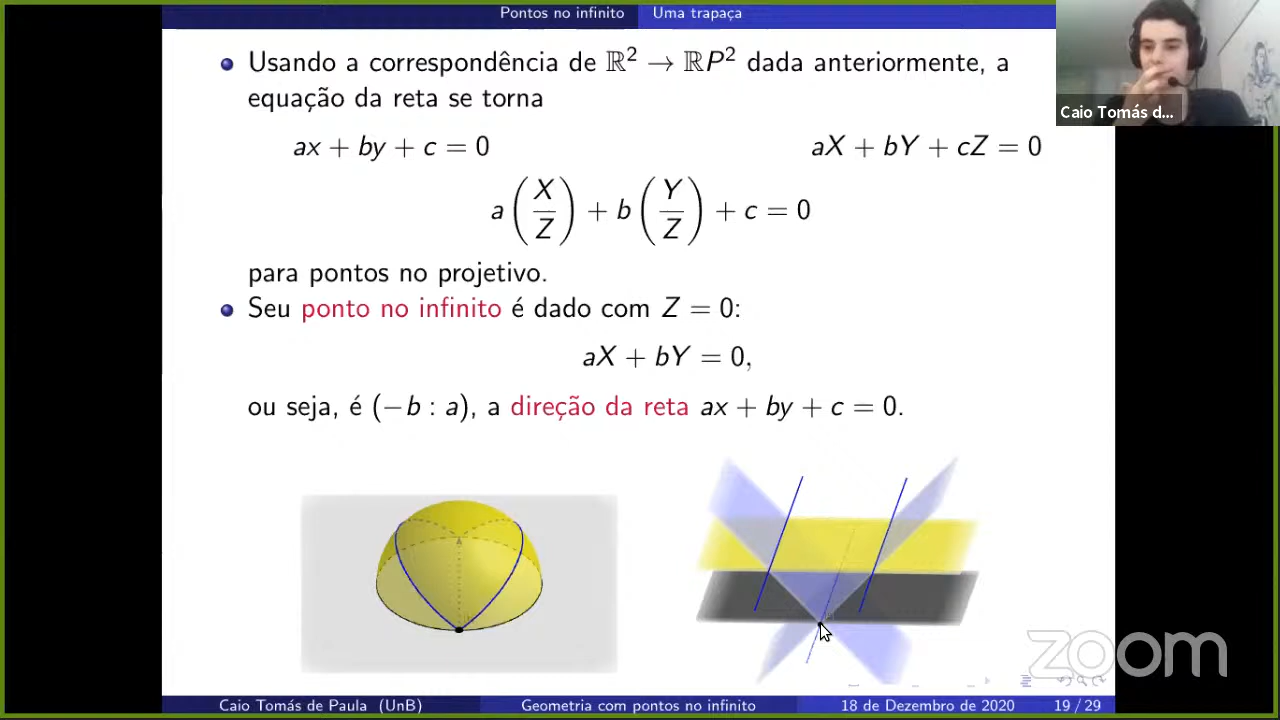 Pontos no infinito Uma trapaça
Usando a correspondência de ℝ² → ℝP² dada anteriormente, a
equação da reta se torna
ax + by + c = 0 aX + bY + cZ = 0
a(X/Z) + b(Y/Z) + c = 0
para pontos no projetivo.
Seu ponto no infinito é dado com Z = 0:
aX + bY = 0,
ou seja, é (−b : a), a direção da reta ax + by + c = 0.
Caio Tomás d...
zoom
Caio Tomás de Paula (UnB) Geometria com pontos no infinito 18 de Dezembro de 2020 19 / 29